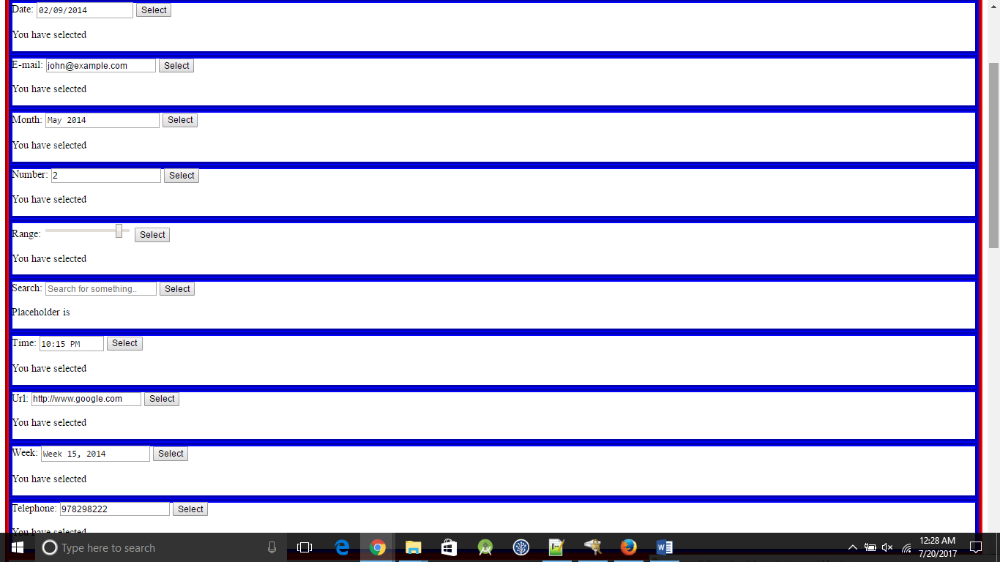 Date: 02/09/2014 Select
You have selected
E-mail: john@example.com Select
You have selected
Month: May 2014 Select
You have selected
Number: 2 Select
You have selected
Range: Select
You have selected
Search: Search for something.. Select
Placeholder is
Time: 10:15 PM Select
You have selected
Url: http://www.google.com Select
You have selected
Week: Week 15, 2014 Select
You have selected
Telephone: 978298222 Select
You have selected
Type here to search
12:28 AM
7/20/2017